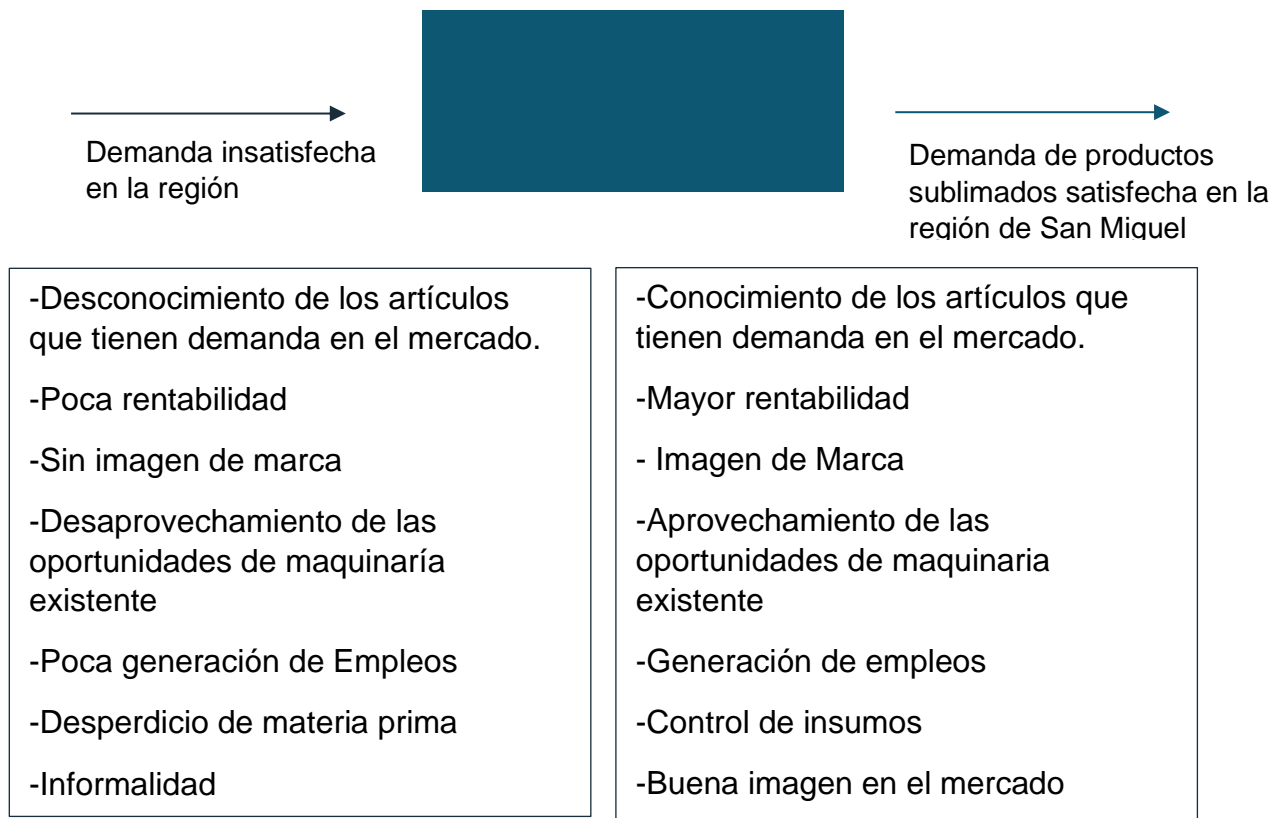 Demanda insatisfecha
en la región
Demanda de productos
sublimados satisfecha en la
región de San Miguel
-Desconocimiento de los artículos
que tienen demanda en el mercado.
-Poca rentabilidad
-Sin imagen de marca
-Desaprovechamiento de las
oportunidades de maquinaría
existente
-Poca generación de Empleos
-Desperdicio de materia prima
-Informalidad
-Conocimiento de los artículos que
tienen demanda en el mercado.
-Mayor rentabilidad
- Imagen de Marca
-Aprovechamiento de las
oportunidades de maquinaria
existente
-Generación de empleos
-Control de insumos
-Buena imagen en el mercado